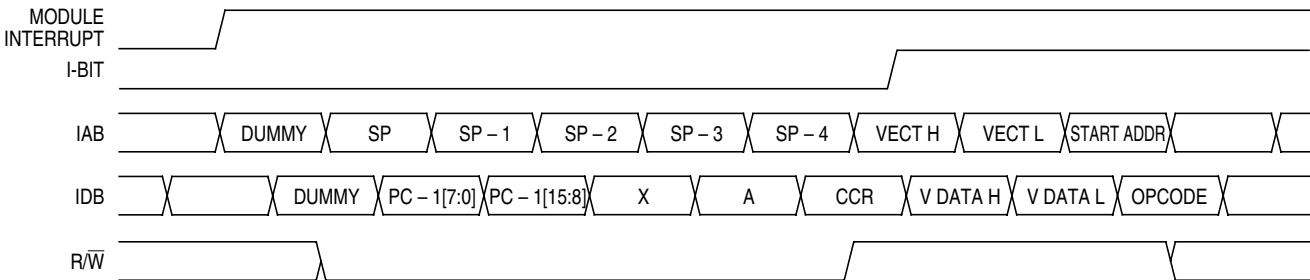 MODULE
INTERRUPT
I-BIT
IAB DUMMY SP SP – 1 SP – 2 SP – 3 SP – 4 VECT H VECT L START ADDR
IDB DUMMY PC – 1[7:0] PC – 1[15:8] X A CCR V DATA H V DATA L OPCODE
R/W̅